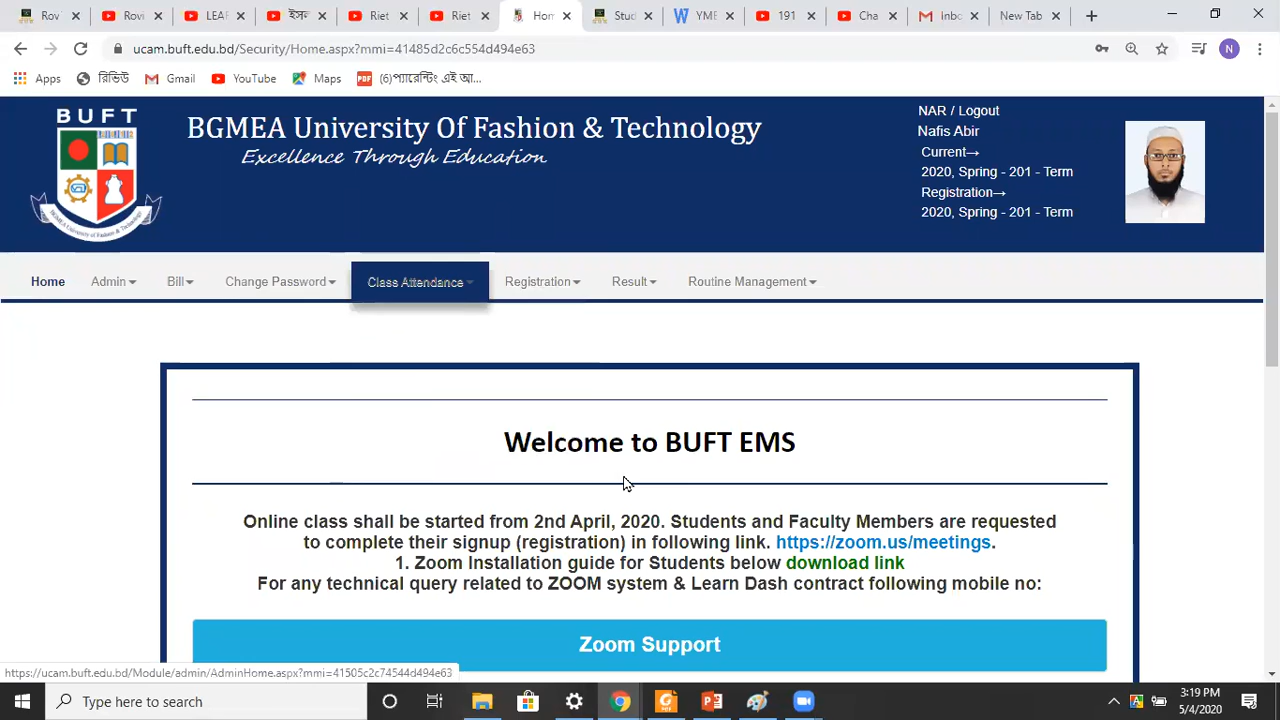 Rov
Rovi
LEAF
ইসল
Riet
Riet
Hom
Stud
YME
191
Cha
Inbo
New Tab
ucam.buft.edu.bd/Security/Home.aspx?mmi=41485d2c6c554d494e63
N
Apps
রিভিউ
Gmail
YouTube
Maps
(6)প্যারেন্টিং এই আ...
BUFT
BGMEA University Of Fashion & Technology
Excellence Through Education
BGMEA University of Fashion & Technology
NAR / Logout
Nafis Abir
Current→
2020, Spring - 201 - Term
Registration→
2020, Spring - 201 - Term
Home Admin Bill Change Password Class Attendance Registration Result Routine Management
Welcome to BUFT EMS
Online class shall be started from 2nd April, 2020. Students and Faculty Members are requested
to complete their signup (registration) in following link. https://zoom.us/meetings.
1. Zoom Installation guide for Students below download link
For any technical query related to ZOOM system & Learn Dash contract following mobile no:
Zoom Support
https://ucam.buft.edu.bd/Module/admin/AdminHome.aspx?mmi=41505c2c74544d494e63
Type here to search
3:19 PM
5/4/2020